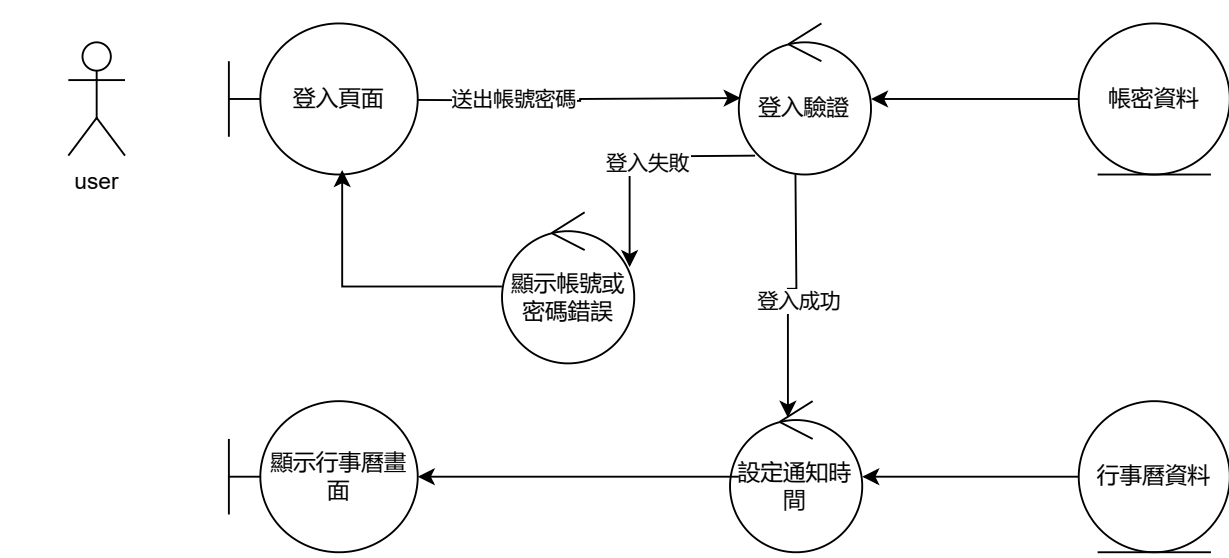 登入頁面
送出帳號密碼
登入驗證
帳密資料
user
登入失敗
顯示帳號或
密碼錯誤
登入成功
顯示行事曆畫
面
設定通知時
間
行事曆資料